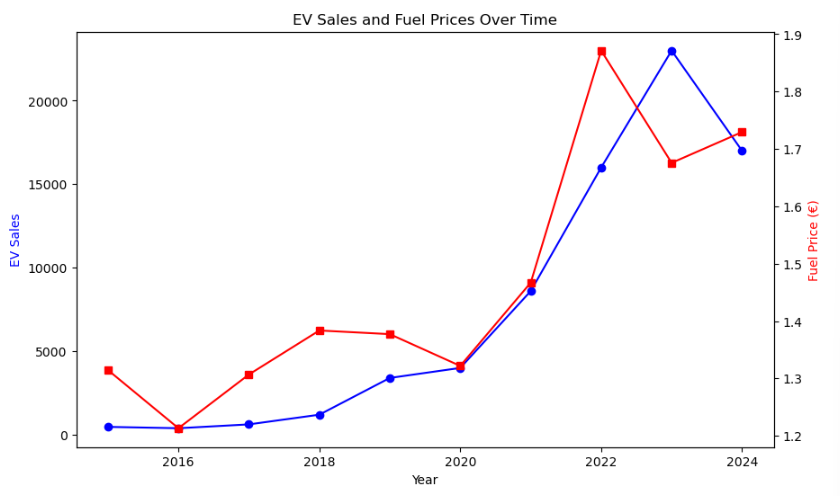 EV Sales and Fuel Prices Over Time
EV Sales
20000
15000
10000
5000
0
1.9
1.8
1.7
1.6
1.5
1.4
1.3
1.2
Fuel Price (€)
2016 2018 2020 2022 2024
Year